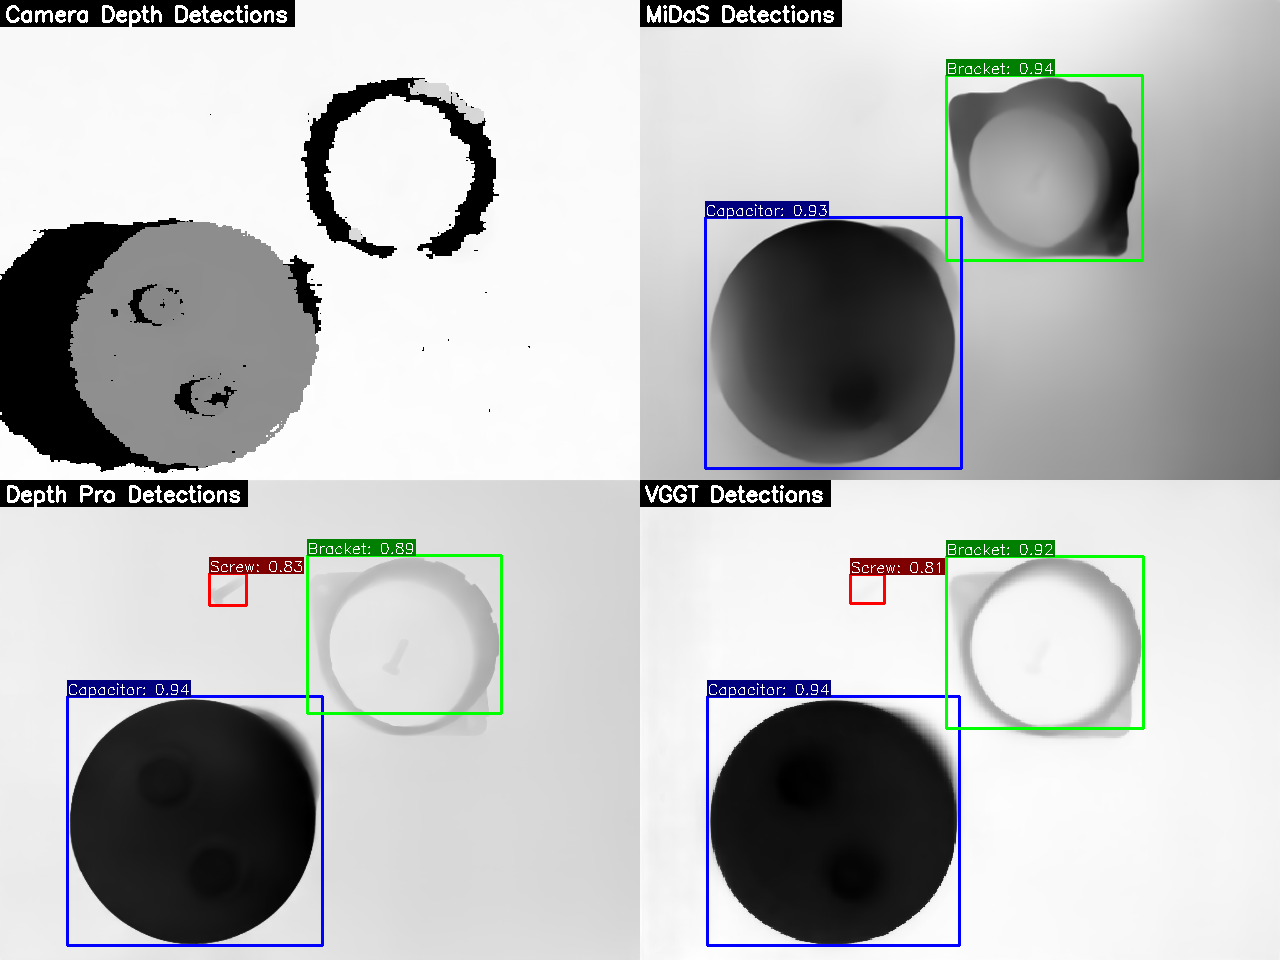 Camera Depth Detections
MiDaS Detections
Bracket: 0.94
Capacitor: 0.93
Depth Pro Detections
VGGT Detections
Bracket: 0.89
Screw: 0.83
Capacitor: 0.94
Bracket: 0.92
Screw: 0.81
Capacitor: 0.94